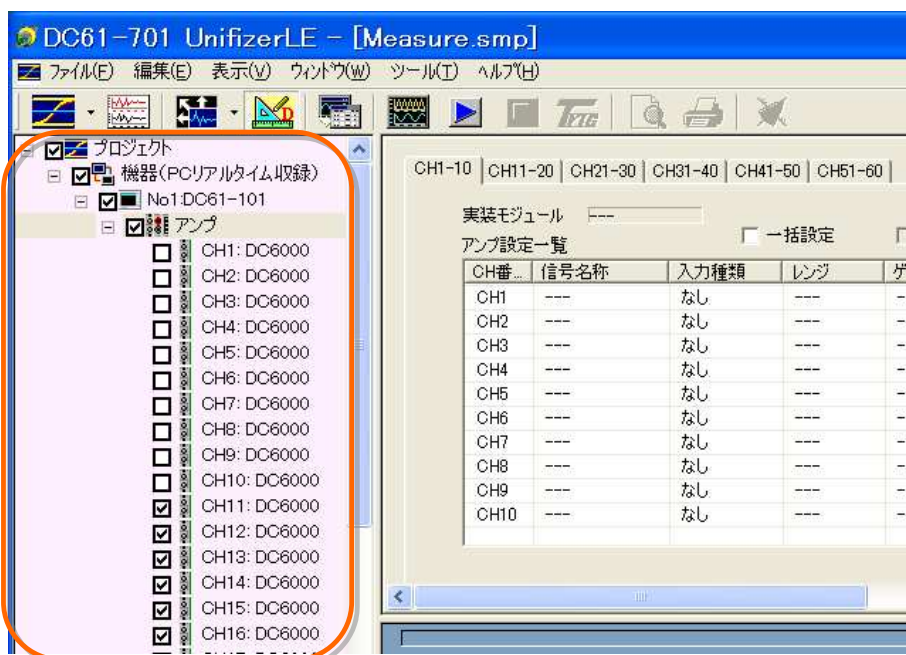 DC61-701 UnifizerLE - [Measure.smp]
ファイル(F) 編集(E) 表示(V) ウィンドウ(W) ツール(T) ヘルプ(H)
プロジェクト
機器(PCリアルタイム収録)
No1:DC61-101
アンプ
CH1: DC6000
CH2: DC6000
CH3: DC6000
CH4: DC6000
CH5: DC6000
CH6: DC6000
CH7: DC6000
CH8: DC6000
CH9: DC6000
CH10: DC6000
CH11: DC6000
CH12: DC6000
CH13: DC6000
CH14: DC6000
CH15: DC6000
CH16: DC6000
CH1-10 CH11-20 CH21-30 CH31-40 CH41-50 CH51-60
実装モジュール ---
アンプ設定一覧 一括設定
CH番... 信号名称 入力種類 レンジ ゲ
CH1 --- なし --- -
CH2 --- なし --- -
CH3 --- なし --- -
CH4 --- なし --- -
CH5 --- なし --- -
CH6 --- なし --- -
CH7 --- なし --- -
CH8 --- なし --- -
CH9 --- なし --- -
CH10 --- なし --- -